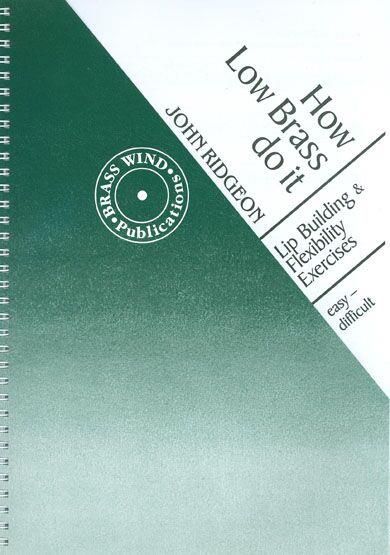 How
Low Brass
do it
JOHN RIDGEON
Lip Building &
Flexibility
Exercises
easy –
difficult
BRASS WIND
Publications